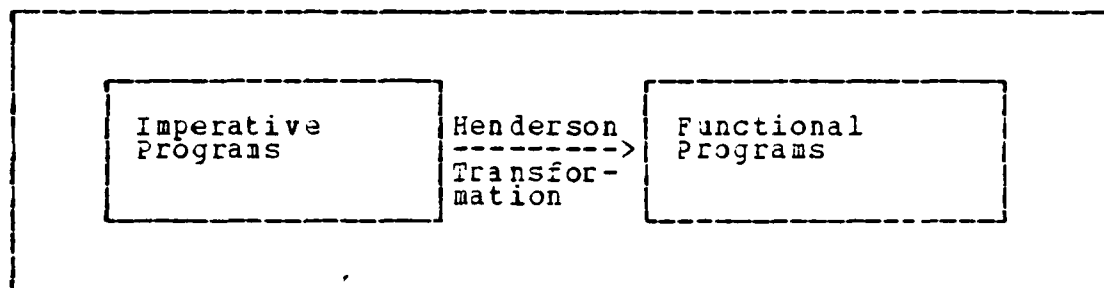 Imperative
Programs
Henderson
Transfor-
mation
Functional
Programs